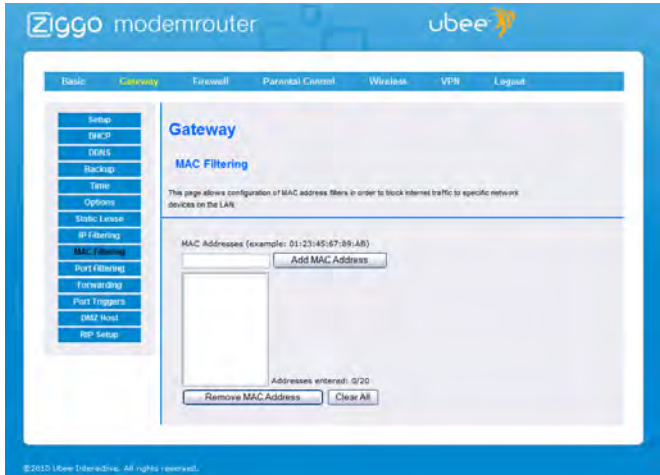 Ziggo modemrouter
ubee
Basic Gateway Firewall Parental Control Wireless VPN Logout
Setup
DHCP
DDNS
Backup
Time
Options
Static Lease
IP Filtering
MAC Filtering
Port Filtering
Forwarding
Port Triggers
DMZ Host
RIP Setup
Gateway
MAC Filtering
This page allows configuration of MAC address filters in order to block internet traffic to specific network
devices on the LAN.
MAC Addresses (example: 01:23:45:67:89:AB)
Add MAC Address
Addresses entered: 0/20
Remove MAC Address Clear All
©2010 Ubee Interactive. All rights reserved.